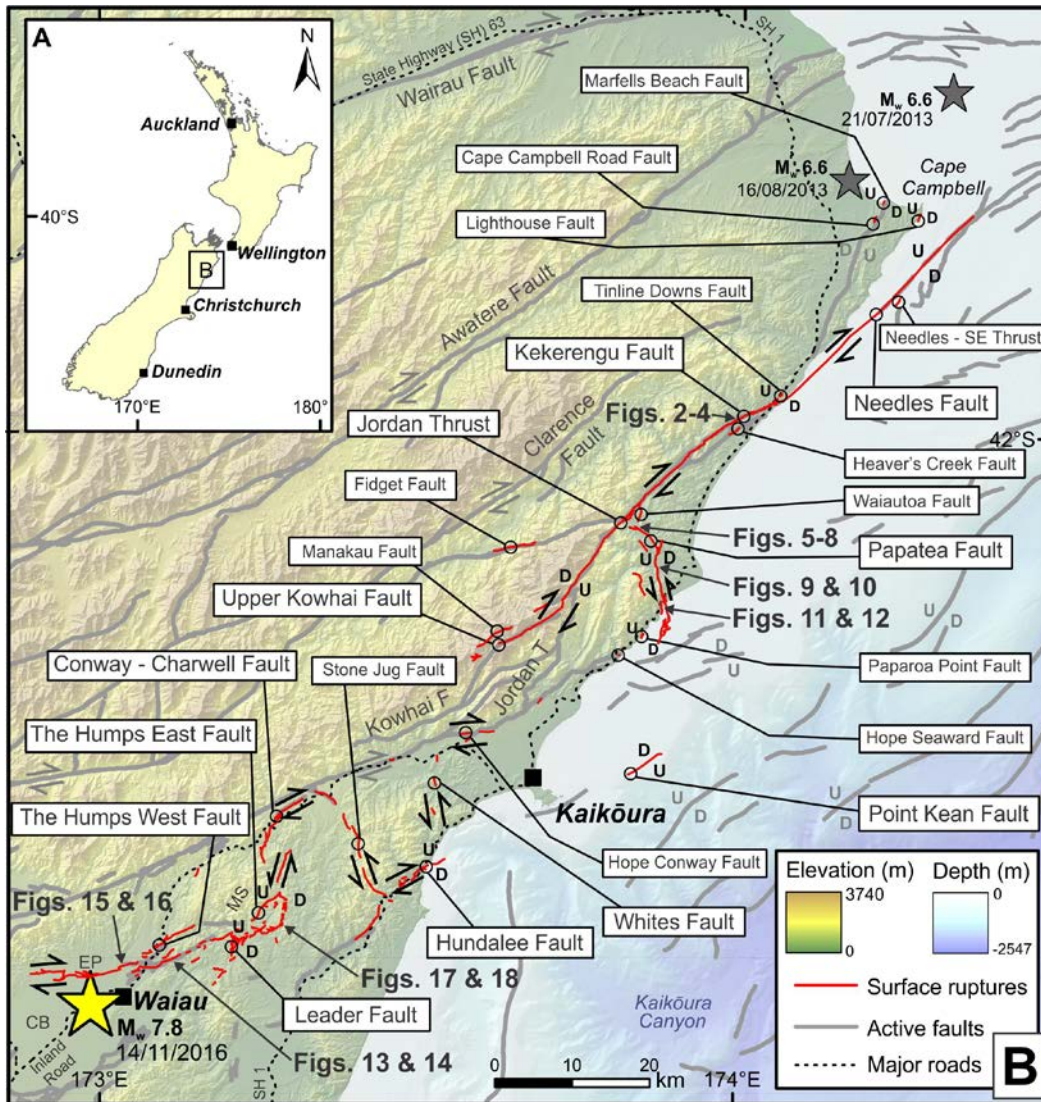 A
N
Auckland
40°S
Wellington
B
Christchurch
Dunedin
170°E
180°
State Highway (SH) 63
SH 1
Wairau Fault
Marfells Beach Fault
Mw 6.6
21/07/2013
Cape Campbell Road Fault
Mw 6.6
16/08/2013
Cape
Campbell
U
D
U
D
Lighthouse Fault
D
U
U
D
Awatere Fault
Tinline Downs Fault
Needles - SE Thrust
Kekerengu Fault
U
D
Needles Fault
Figs. 2-4
Jordan Thrust
Clarence
Fault
42°S
Heaver's Creek Fault
Fidget Fault
Waiautoa Fault
Figs. 5-8
Manakau Fault
U
D
Papatea Fault
D
U
Figs. 9 & 10
Upper Kowhai Fault
Figs. 11 & 12
U
D
U
D
Conway - Charwell Fault
Stone Jug Fault
Jordan T
Paparoa Point Fault
Kowhai F
The Humps East Fault
Hope Seaward Fault
D
U
U
D
U
D
The Humps West Fault
Kaikōura
Point Kean Fault
Hope Conway Fault
U
D
MS
U
D
Figs. 15 & 16
Whites Fault
U
D
Hundalee Fault
EP
Figs. 17 & 18
Waiau
Leader Fault
CB
Mw 7.8
14/11/2016
Inland
Road
Figs. 13 & 14
SH 1
Kaikōura
Canyon
173°E
174°E
0
10
20
km
Elevation (m)
3740
0
Depth (m)
0
-2547
Surface ruptures
Active faults
Major roads
B